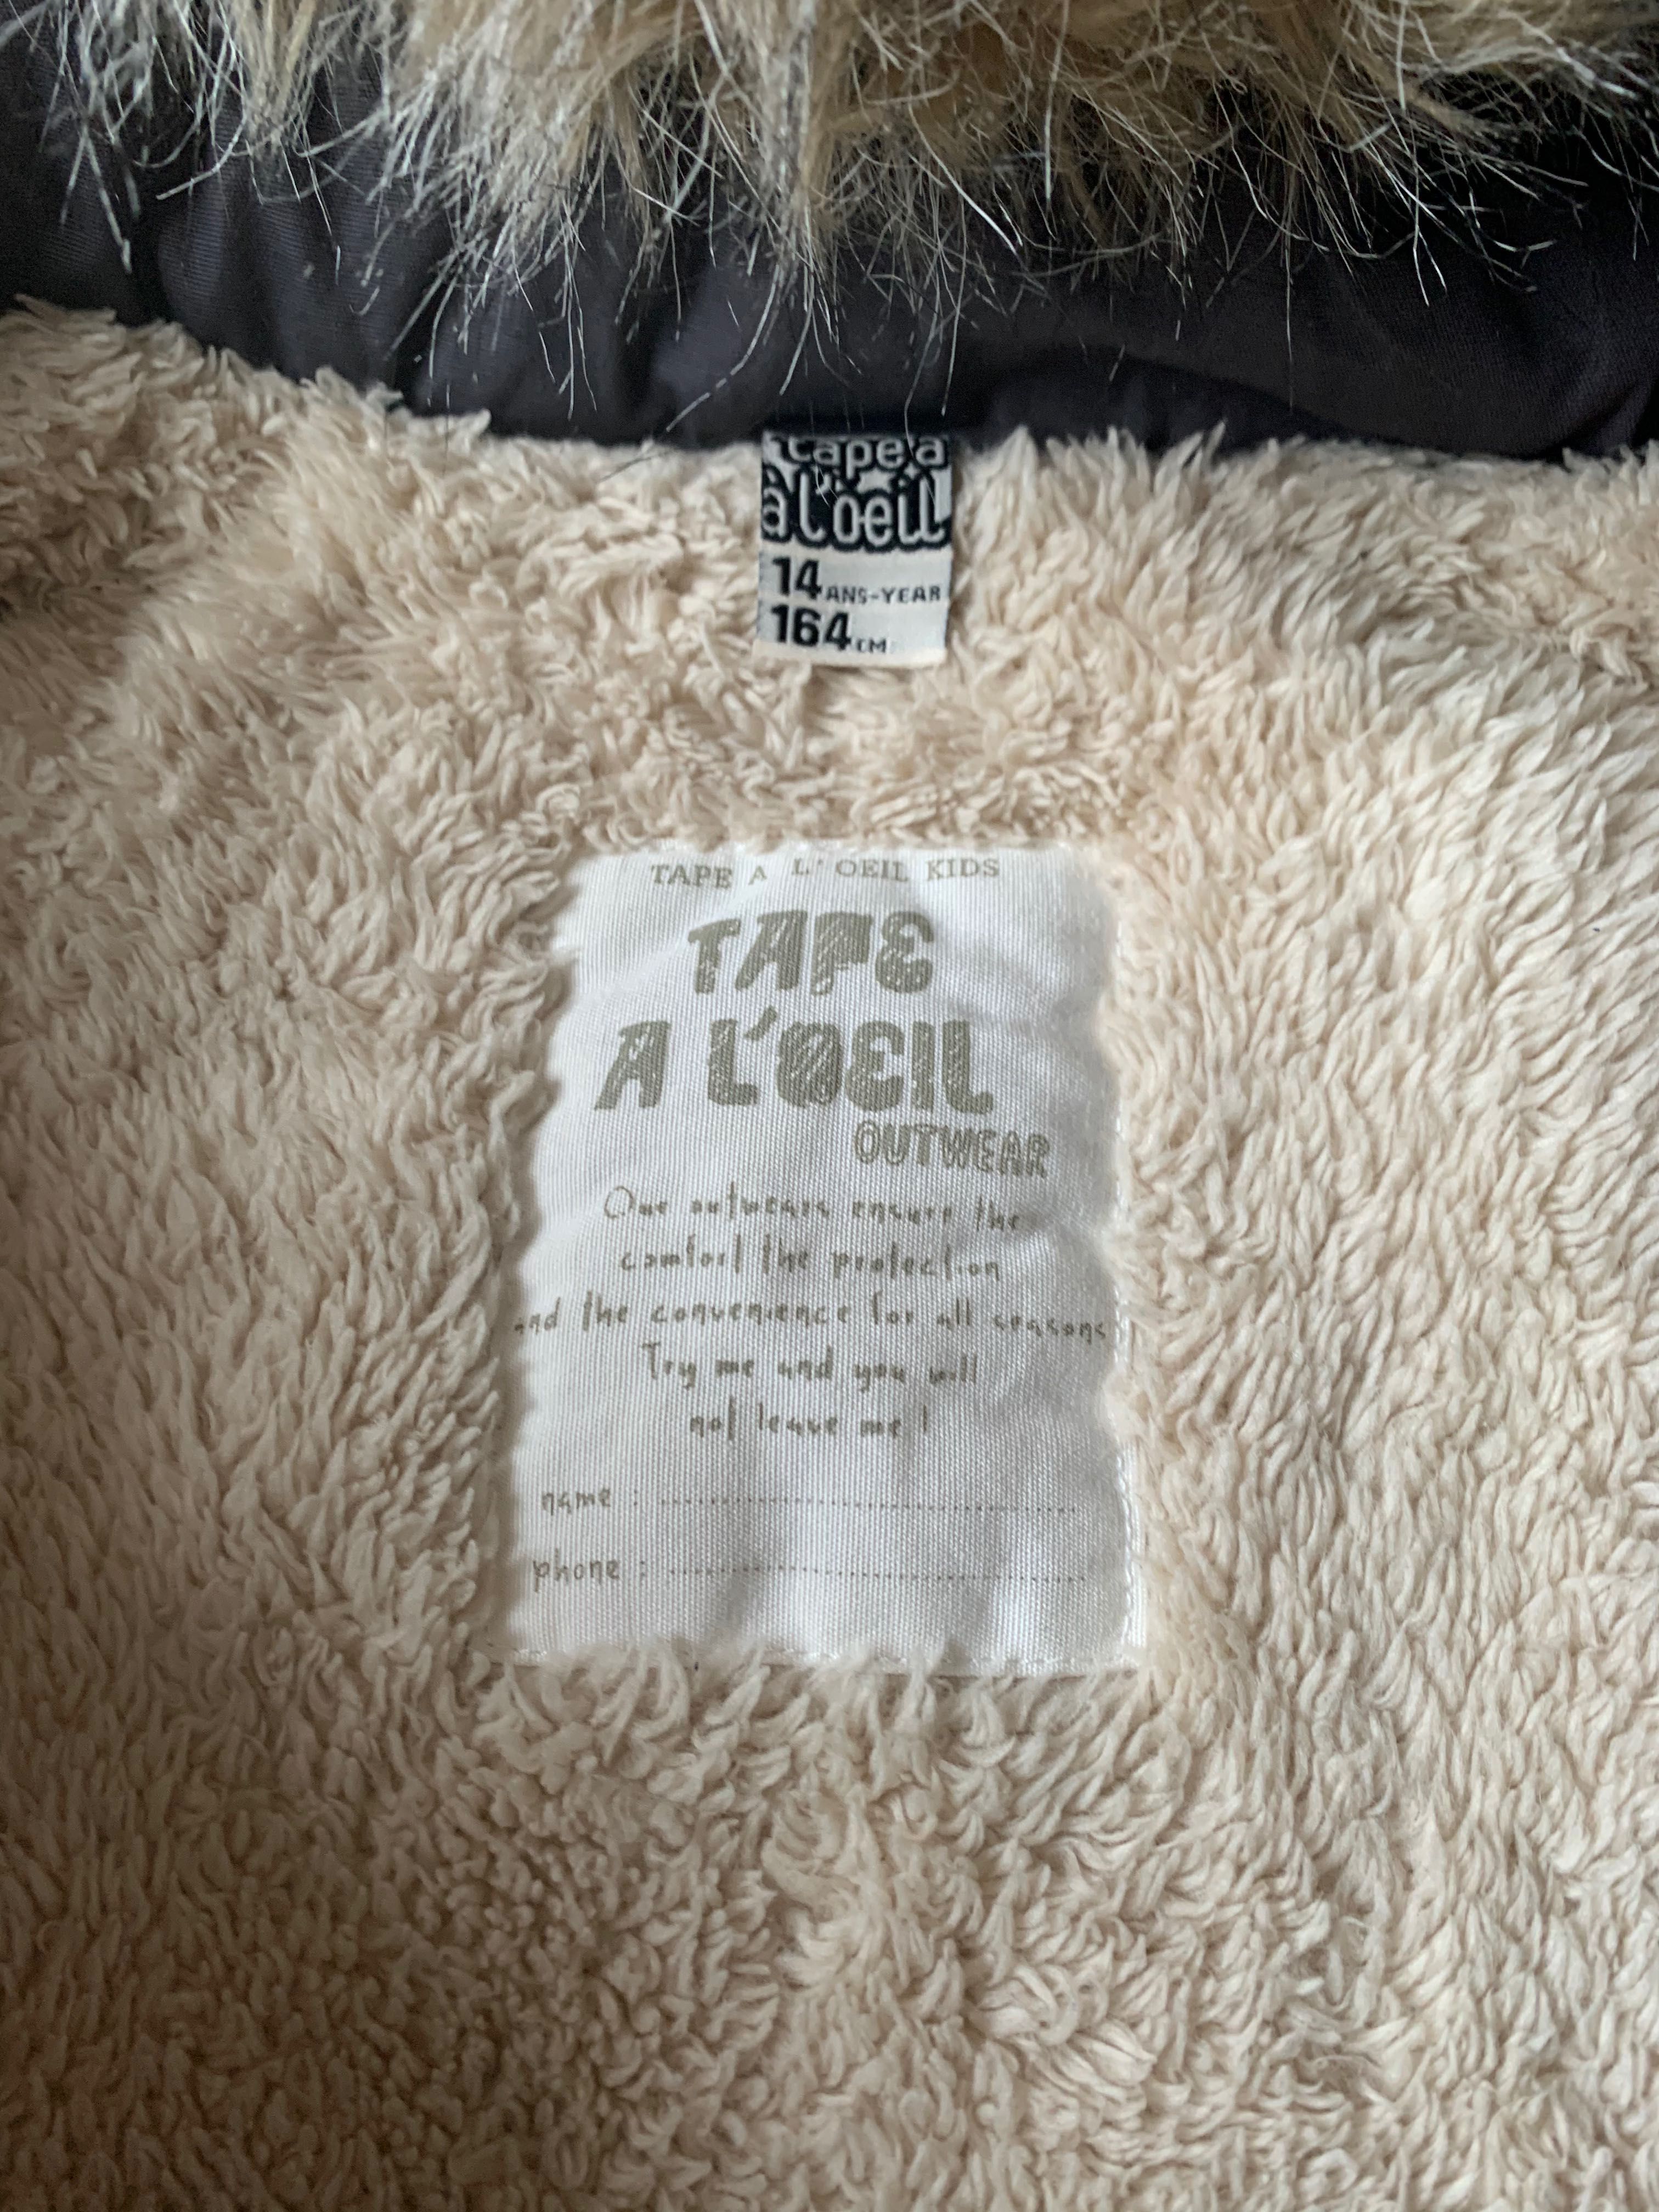 tape à
à l'oeil
14 ANS-YEAR
164 CM
TAPE A L'OEIL KIDS
TAPE
A L'OEIL
OUTWEAR
Our outwears ensure the
comfort the protection
and the convenience for all seasons
Try me and you will
not leave me !
name : ..................................................
phone : ..................................................